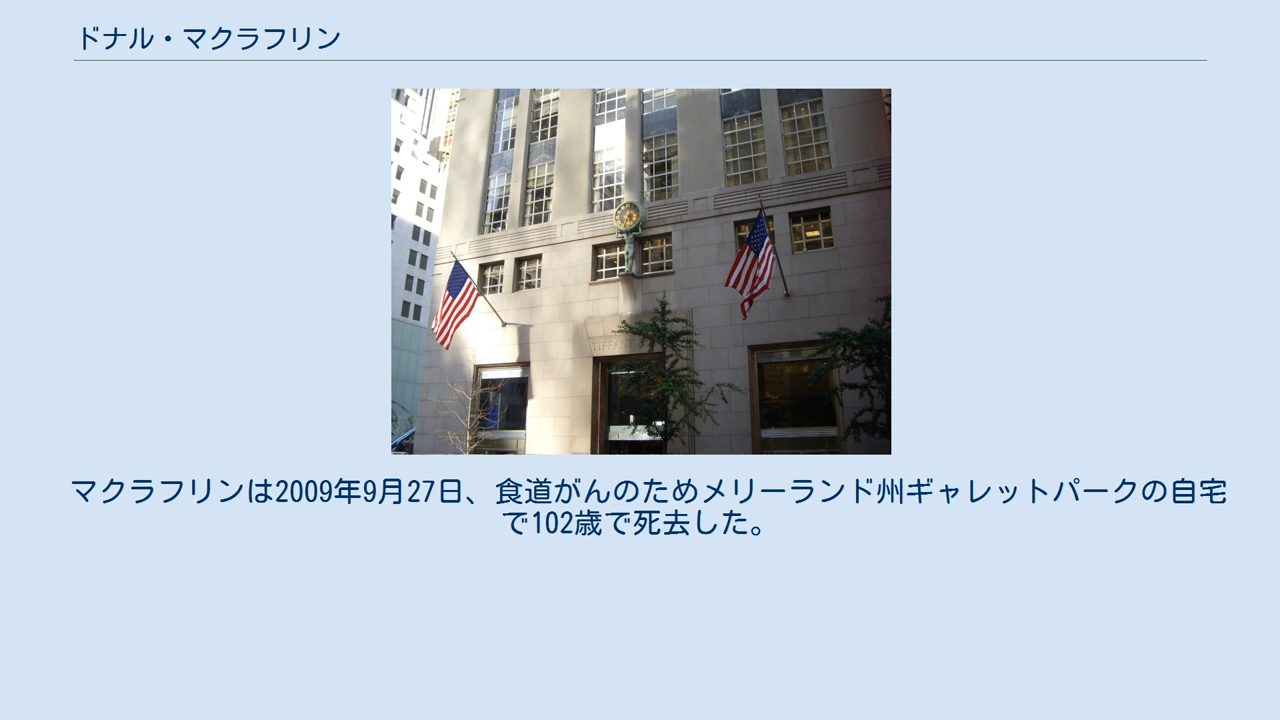 ドナル・マクラフリン
TIFFANY
マクラフリンは2009年9月27日、食道がんのためメリーランド州ギャレットパークの自宅
で102歳で死去した。